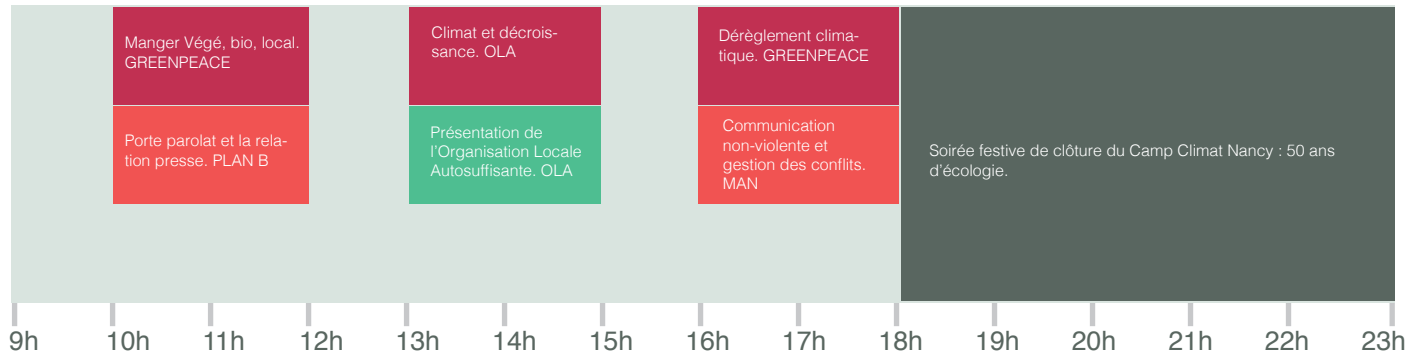 Manger Végé, bio, local.
GREENPEACE
Climat et décrois-
sance. OLA
Dérèglement clima-
tique. GREENPEACE
Porte parolat et la rela-
tion presse. PLAN B
Présentation de
l'Organisation Locale
Autosuffisante. OLA
Communication
non-violente et
gestion des conflits.
MAN
Soirée festive de clôture du Camp Climat Nancy : 50 ans
d'écologie.
9h 10h 11h 12h 13h 14h 15h 16h 17h 18h 19h 20h 21h 22h 23h